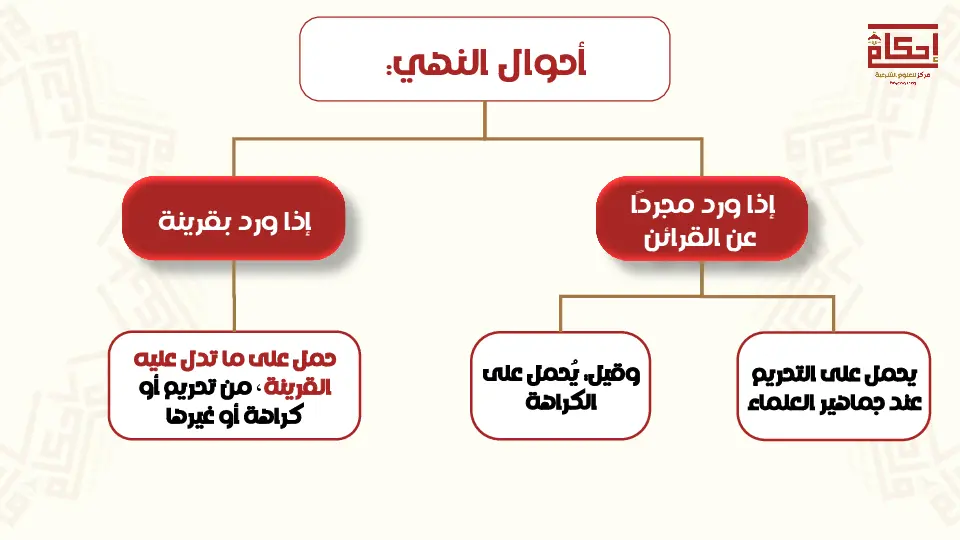 إحكام
مركز للعلوم الشرعية
أحوال النهي:
إذا ورد مجردًا
عن القرائن
إذا ورد بقرينة
يحمل على التحريم
عند جماهير العلماء
وقيل: يُحمل على
الكراهة
حمل على ما تدل عليه
القرينة، من تحريم أو
كراهة أو غيرها